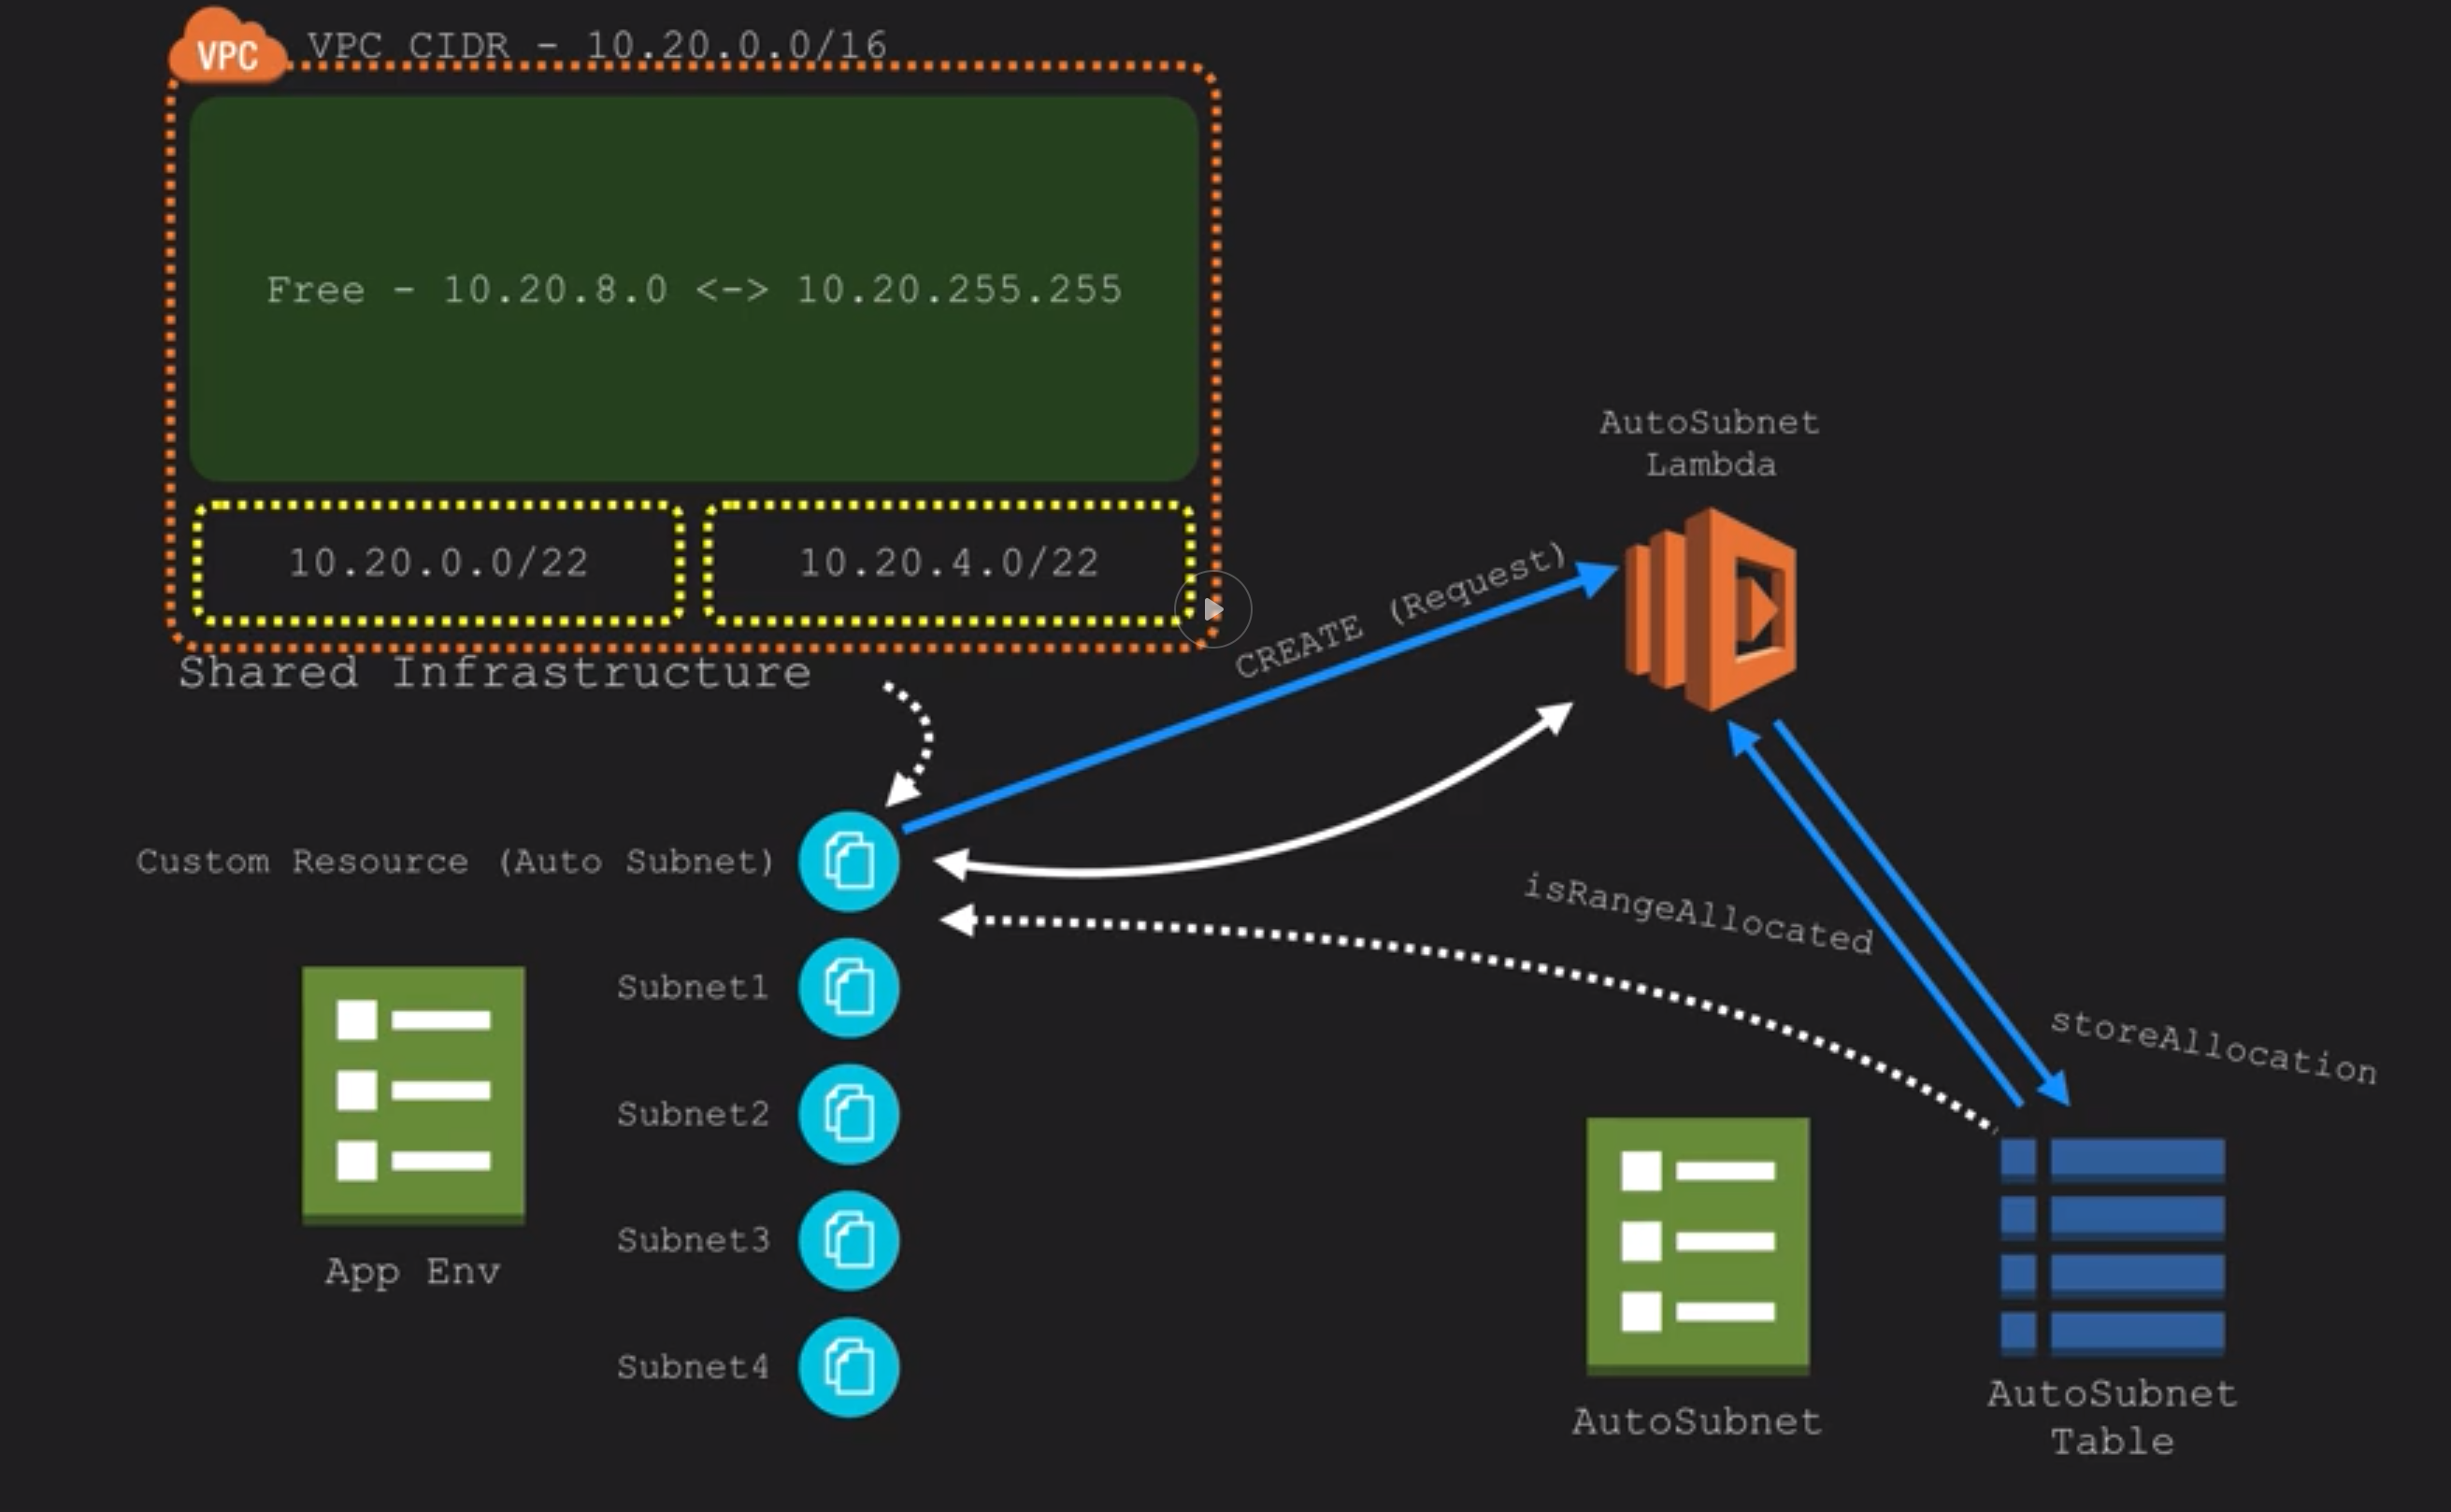 VPC
VPC CIDR - 10.20.0.0/16
Free - 10.20.8.0 <-> 10.20.255.255
10.20.0.0/22
10.20.4.0/22
Shared Infrastructure
AutoSubnet
Lambda
CREATE (Request)
Custom Resource (Auto Subnet)
isRangeAllocated
Subnet1
storeAllocation
Subnet2
Subnet3
App Env
Subnet4
AutoSubnet
AutoSubnet
Table